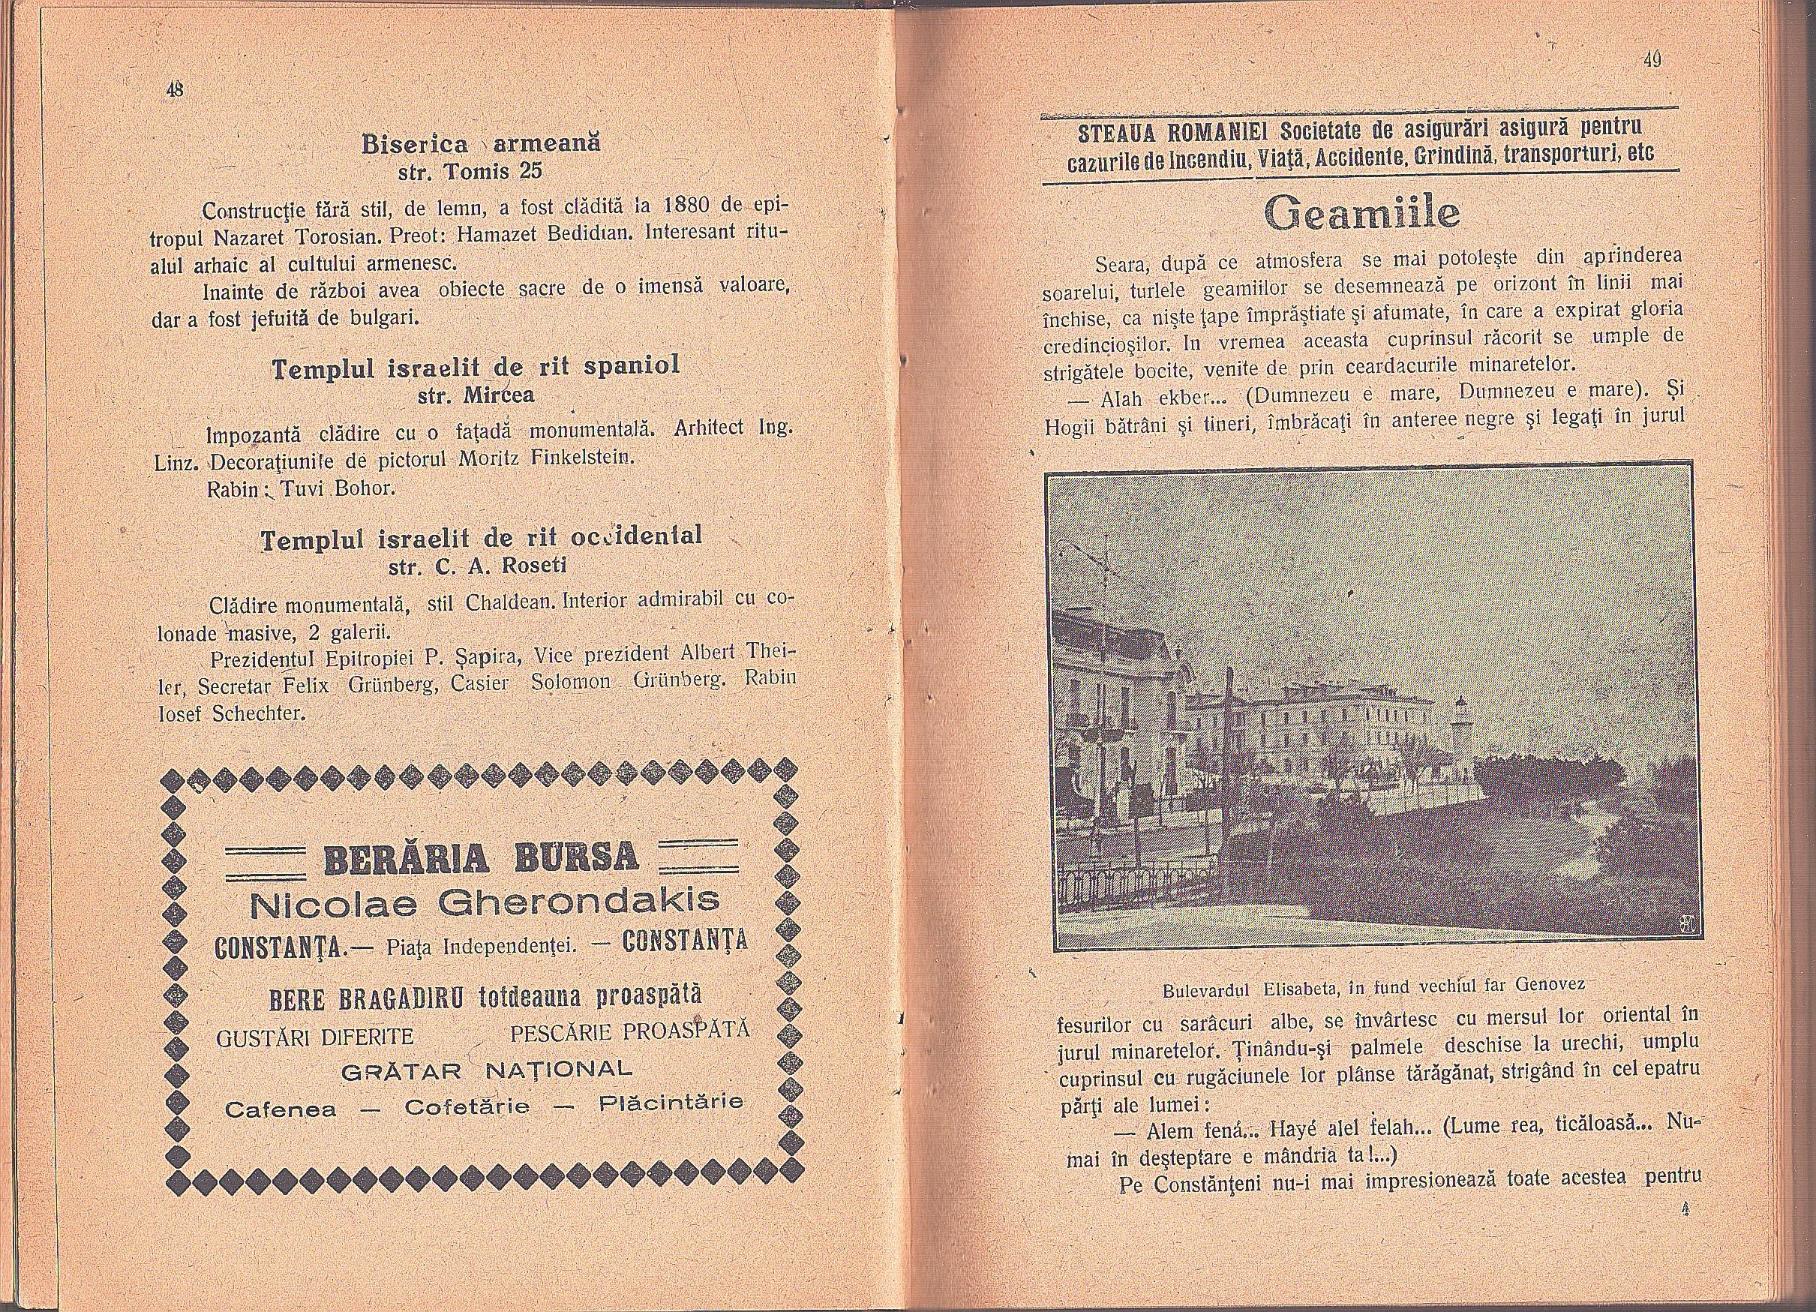 48
Biserica armeană
str. Tomis 25
Construcţie fără stil, de lemn, a fost clădită la 1880 de epi-
tropul Nazaret Torosian. Preot: Hamazet Bedidian. Interesant ritu-
alul arhaic al cultului armenesc.
Inainte de război avea obiecte sacre de o imensă valoare,
dar a fost jefuită de bulgari.
Templul israelit de rit spaniol
str. Mircea
Impozantă clădire cu o faţadă monumentală. Arhitect Ing.
Linz. Decoraţiunile de pictorul Moritz Finkelstein.
Rabin: Tuvi Bohor.
Templul israelit de rit occidental
str. C. A. Roseti
Clădire monumentală, stil Chaldean. Interior admirabil cu co-
lonade masive, 2 galerii.
Prezidentul Epitropiei P. Şapira, Vice prezident Albert Thei-
ler, Secretar Felix Grünberg, Casier Solomon Grünberg. Rabin
Iosef Schechter.
BERĂRIA BURSA
Nicolae Gherondakis
CONSTANŢA.— Piaţa Independenţei. — CONSTANŢA
BERE BRAGADIRU totdeauna proaspătă
GUSTĂRI DIFERITE PESCĂRIE PROASPĂTĂ
GRĂTAR NAŢIONAL
Cafenea — Cofetărie — Plăcintărie
49
STEAUA ROMANIEI Societate de asigurări asigură pentru
cazurile de Incendiu, Viaţă, Accidente, Grindină, transporturi, etc
Geamiile
Seara, după ce atmosfera se mai potoleşte din aprinderea
soarelui, turlele geamiilor se desemnează pe orizont în linii mai
închise, ca nişte ţape împrăştiate şi afumate, în care a expirat gloria
credincioşilor. In vremea aceasta cuprinsul răcorit se umple de
strigătele bocite, venite de prin ceardacurile minaretelor.
— Alah ekber... (Dumnezeu e mare, Dumnezeu e mare). Şi
Hogii bătrâni şi tineri, îmbrăcaţi în anteree negre şi legaţi în jurul
Bulevardul Elisabeta, in fund vechiul far Genovez
fesurilor cu sarăcuri albe, se învârtesc cu mersul lor oriental în
jurul minaretelor. Ţinându-şi palmele deschise la urechi, umplu
cuprinsul cu rugăciunele lor plânse tărăgănat, strigând în cel epatru
părţi ale lumei:
— Alem fená... Hayé alel felah... (Lume rea, ticăloasă... Nu-
mai în deşteptare e mândria ta!...)
Pe Constănţeni nu-i mai impresionează toate acestea pentru
4